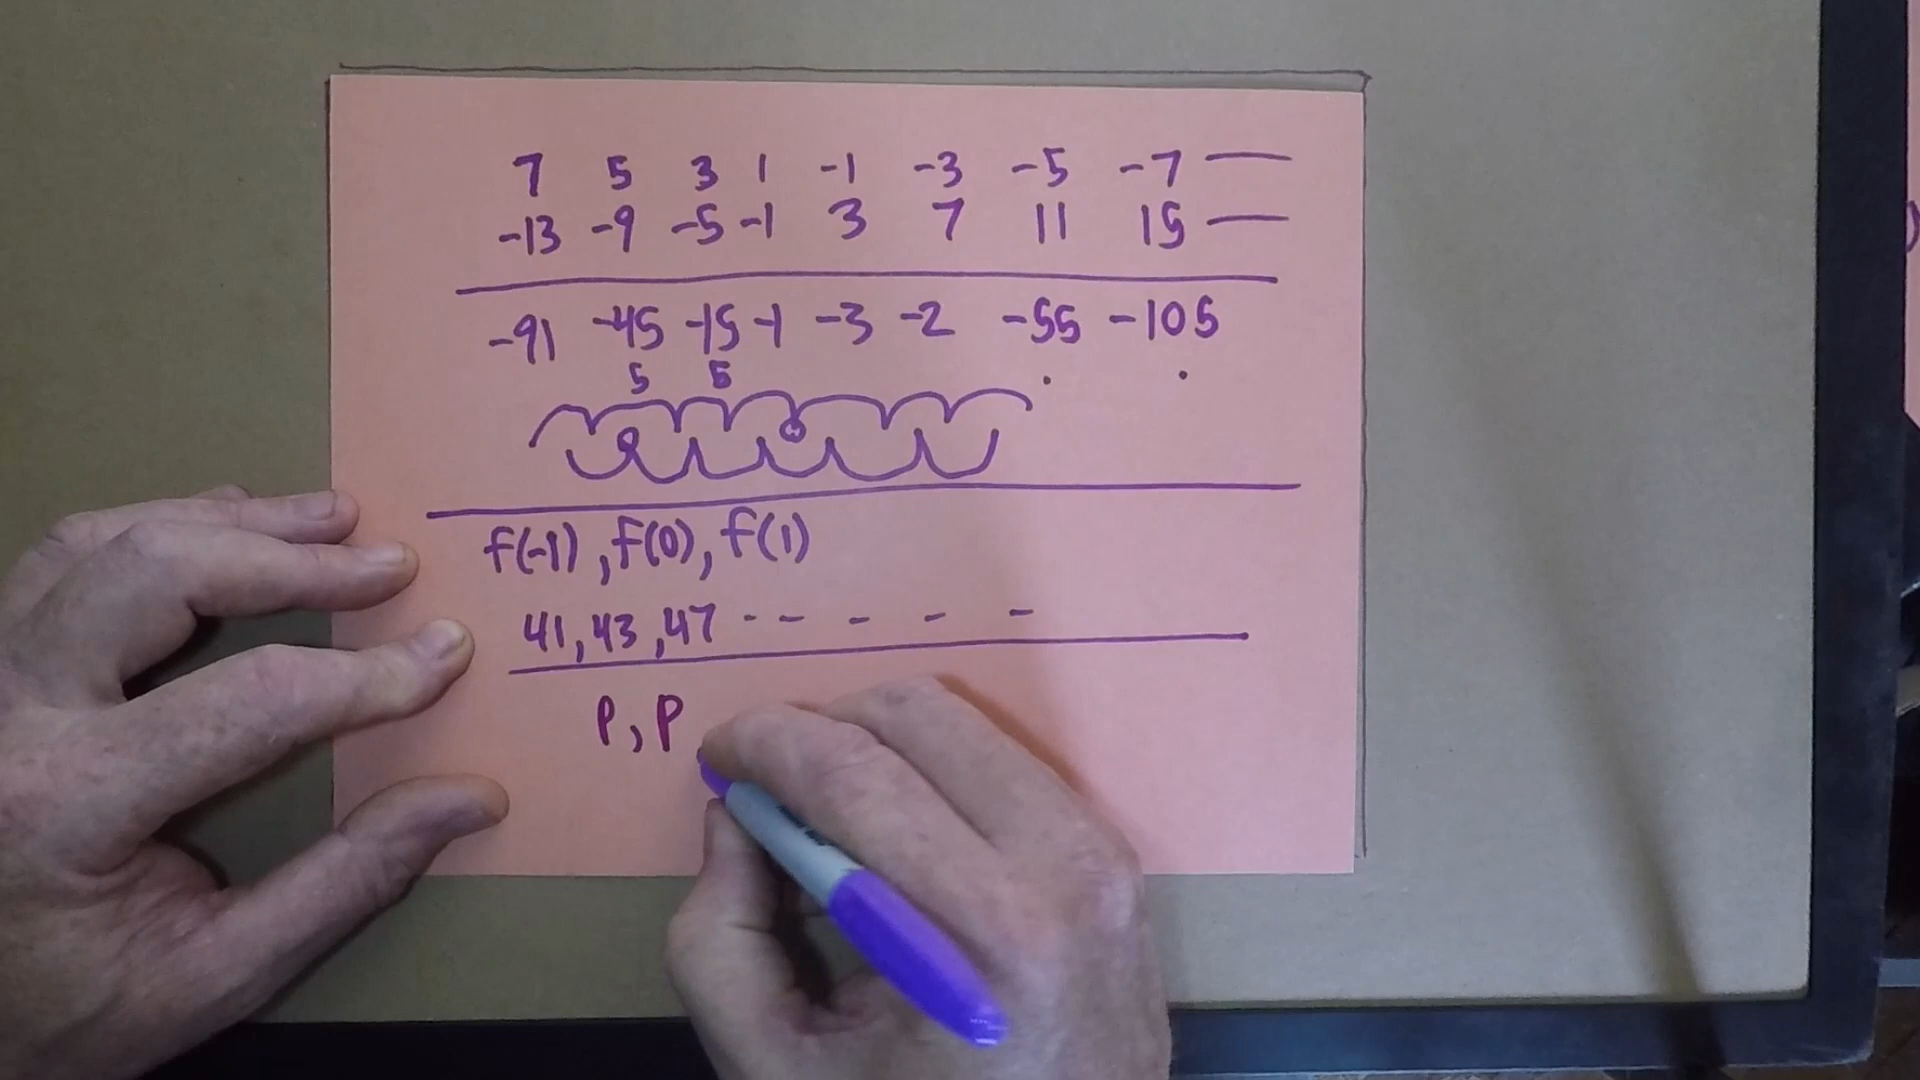 7 5 3 1 -1 -3 -5 -7
-13 -9 -5 -1 3 7 11 15
-91 -45 -15 -1 -3 -2 -55 -105
5 5 . .
f(-1), f(0), f(1)
41, 43, 47 - - - - -
P, P